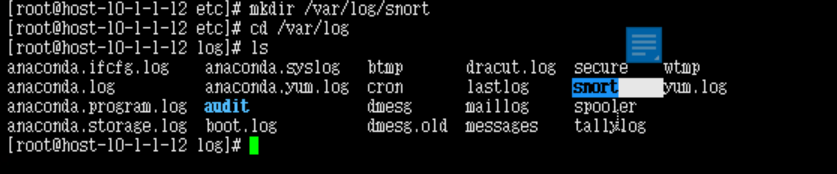 [root@host-10-1-1-12 etc]# mkdir /var/log/snort
[root@host-10-1-1-12 etc]# cd /var/log
[root@host-10-1-1-12 log]# ls
anaconda.ifcfg.log    anaconda.syslog   btmp       dracut.log  secure   wtmp
anaconda.log          anaconda.yum.log  cron       lastlog     snort    yum.log
anaconda.program.log  audit             dmesg      maillog     spooler
anaconda.storage.log  boot.log          dmesg.old  messages    tallylog
[root@host-10-1-1-12 log]#